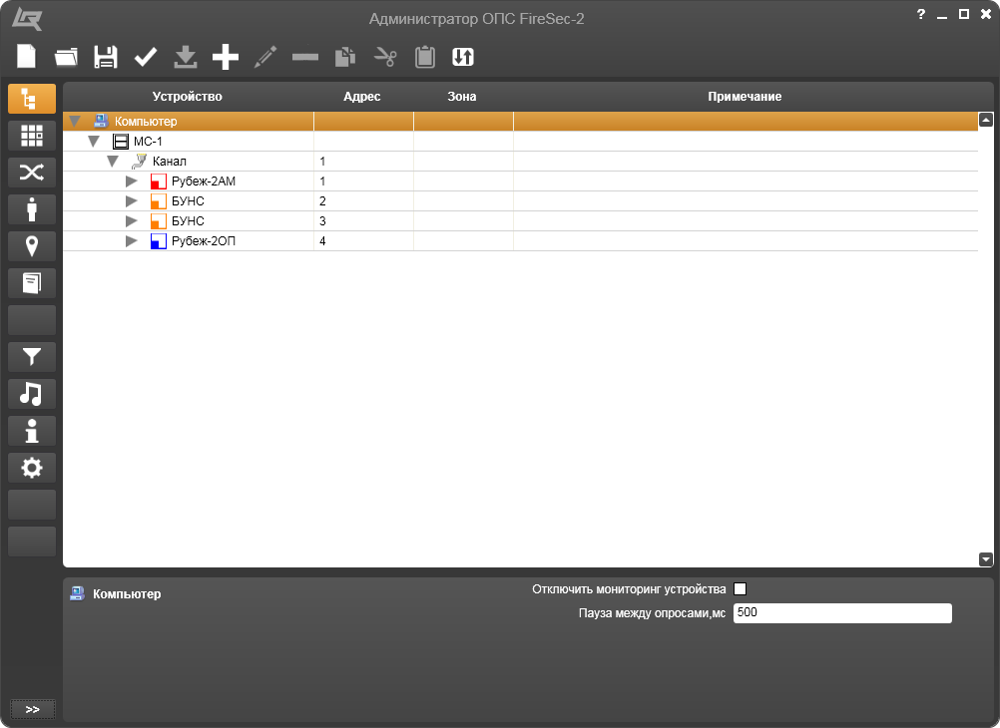 Администратор ОПС FireSec-2
?
Устройство Адрес Зона Примечание
Компьютер
МС-1
Канал 1
Рубеж-2АМ 1
БУНС 2
БУНС 3
Рубеж-2ОП 4
Компьютер
Отключить мониторинг устройства
Пауза между опросами,мс 500
>>